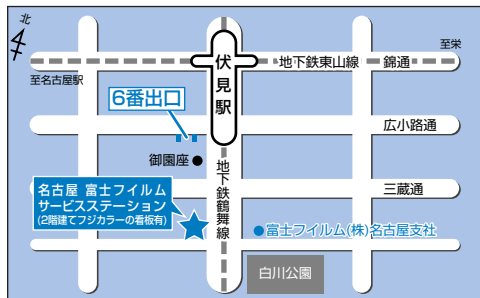 北
至栄
伏見駅
地下鉄東山線
錦通
至名古屋駅
6番出口
広小路通
御園座
地下鉄鶴舞線
名古屋 富士フイルム
サービスステーション
(2階建てフジカラーの看板有)
三蔵通
富士フイルム(株)名古屋支社
白川公園